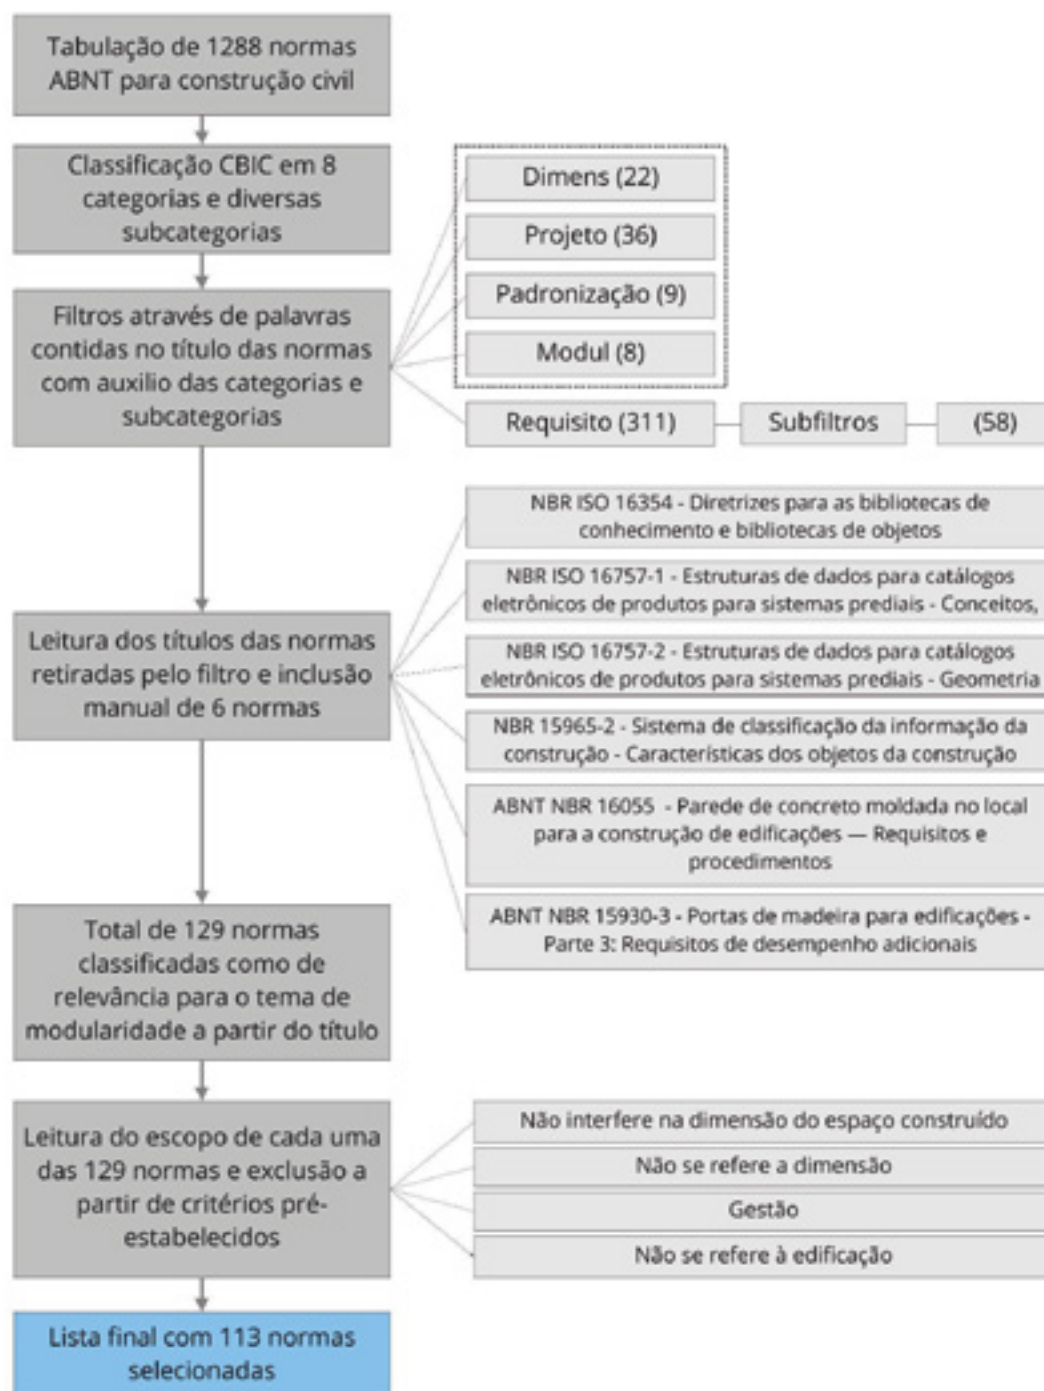 Tabulação de 1288 normas
ABNT para construção civil
Classificação CBIC em 8
categorias e diversas
subcategorias
Filtros através de palavras
contidas no título das normas
com auxilio das categorias e
subcategorias
Dimens (22)
Projeto (36)
Padronização (9)
Modul (8)
Requisito (311)
Subfiltros
(58)
Leitura dos títulos das normas
retiradas pelo filtro e inclusão
manual de 6 normas
NBR ISO 16354 - Diretrizes para as bibliotecas de
conhecimento e bibliotecas de objetos
NBR ISO 16757-1 - Estruturas de dados para catálogos
eletrônicos de produtos para sistemas prediais - Conceitos,
NBR ISO 16757-2 - Estruturas de dados para catálogos
eletrônicos de produtos para sistemas prediais - Geometria
NBR 15965-2 - Sistema de classificação da informação da
construção - Características dos objetos da construção
ABNT NBR 16055 - Parede de concreto moldada no local
para a construção de edificações — Requisitos e
procedimentos
ABNT NBR 15930-3 - Portas de madeira para edificações -
Parte 3: Requisitos de desempenho adicionais
Total de 129 normas
classificadas como de
relevância para o tema de
modularidade a partir do título
Leitura do escopo de cada uma
das 129 normas e exclusão a
partir de critérios pré-
estabelecidos
Não interfere na dimensão do espaço construído
Não se refere a dimensão
Gestão
Não se refere à edificação
Lista final com 113 normas
selecionadas